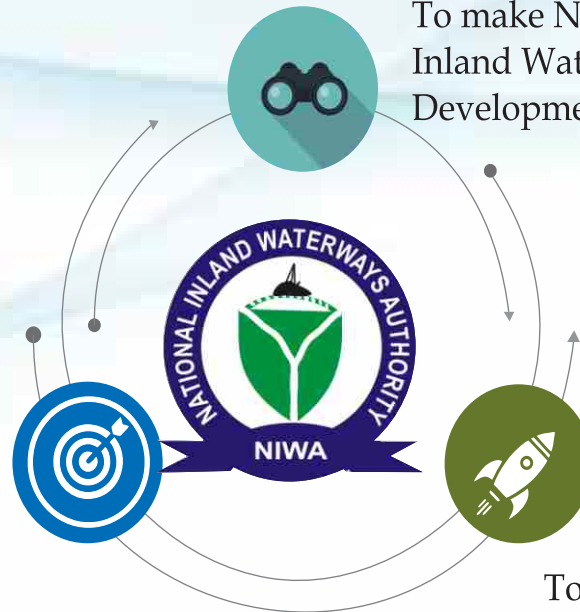 To make N
Inland Wat
Developme
NATIONAL INLAND WATERWAYS AUTHORITY
NIWA
To